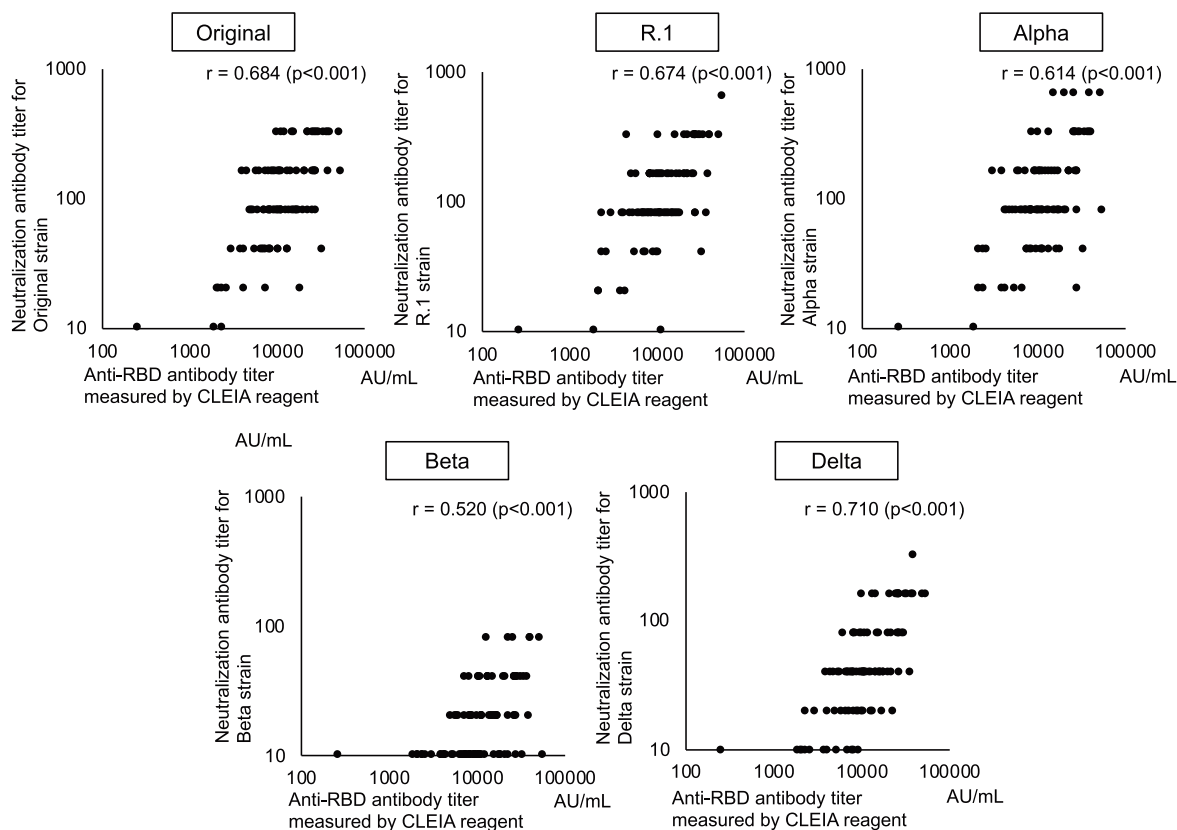 Original
r = 0.684 (p<0.001)
Neutralization antibody titer for
Original strain
1000
100
10
100 1000 10000 100000
Anti-RBD antibody titer
measured by CLEIA reagent
AU/mL
R.1
r = 0.674 (p<0.001)
Neutralization antibody titer for
R.1 strain
1000
100
10
100 1000 10000 100000
Anti-RBD antibody titer
measured by CLEIA reagent
AU/mL
Alpha
r = 0.614 (p<0.001)
Neutralization antibody titer for
Alpha strain
1000
100
10
100 1000 10000 100000
Anti-RBD antibody titer
measured by CLEIA reagent
AU/mL
AU/mL
Beta
r = 0.520 (p<0.001)
Neutralization antibody titer for
Beta strain
1000
100
10
100 1000 10000 100000
Anti-RBD antibody titer
measured by CLEIA reagent
AU/mL
Delta
r = 0.710 (p<0.001)
Neutralization antibody titer for
Delta strain
1000
100
10
100 1000 10000 100000
Anti-RBD antibody titer
measured by CLEIA reagent
AU/mL